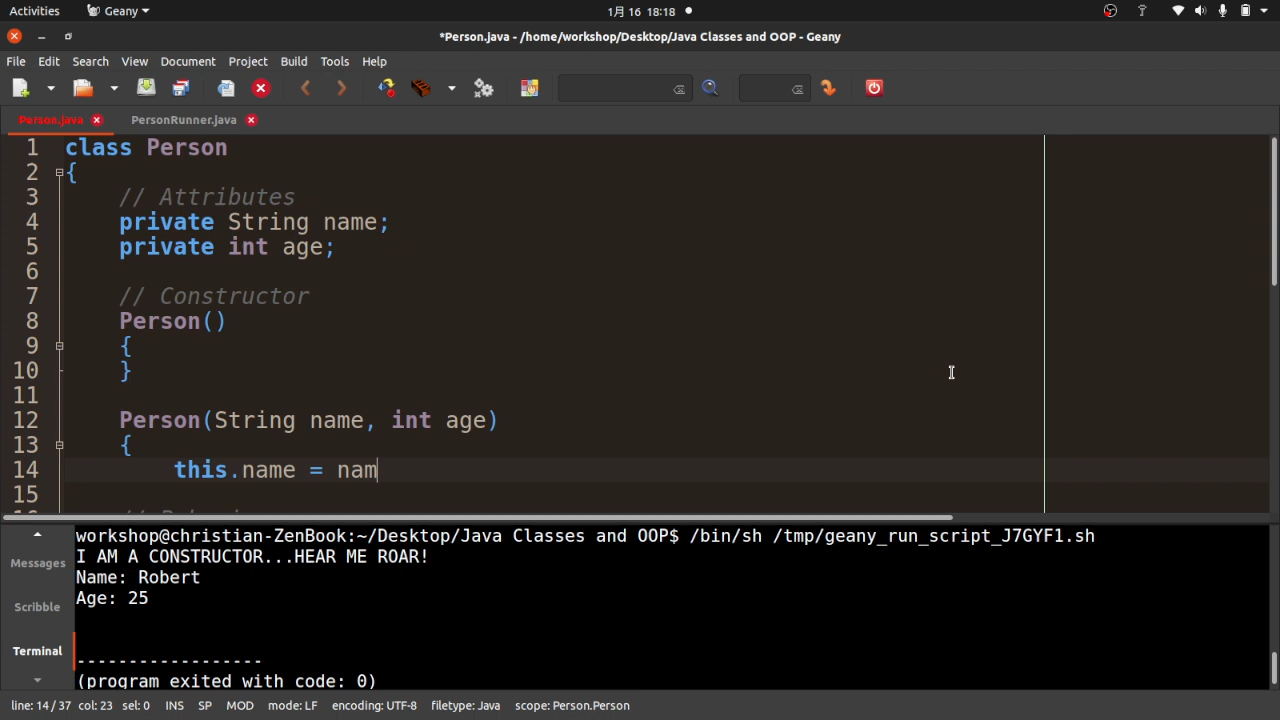 Activities Geany 1月 16 18:18
*Person.java - /home/workshop/Desktop/Java Classes and OOP - Geany
File Edit Search View Document Project Build Tools Help
Person.java PersonRunner.java
1 class Person
2 {
3 // Attributes
4 private String name;
5 private int age;
6
7 // Constructor
8 Person()
9 {
10 }
11
12 Person(String name, int age)
13 {
14 this.name = nam
15
Messages
Scribble
Terminal
workshop@christian-ZenBook:~/Desktop/Java Classes and OOP$ /bin/sh /tmp/geany_run_script_J7GYF1.sh
I AM A CONSTRUCTOR...HEAR ME ROAR!
Name: Robert
Age: 25
------------------
(program exited with code: 0)
line: 14 / 37 col: 23 sel: 0 INS SP MOD mode: LF encoding: UTF-8 filetype: Java scope: Person.Person